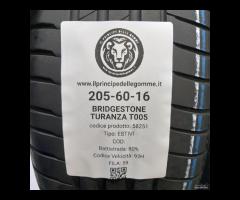 www.ilprincipedellegomme.it
205-60-16
BRIDGESTONE
TURANZA T005
codice prodotto: 58251
Tipo: ESTIVI
COD:
Battistrada: 80%
Codice Velocità: 92H
FILA: 59